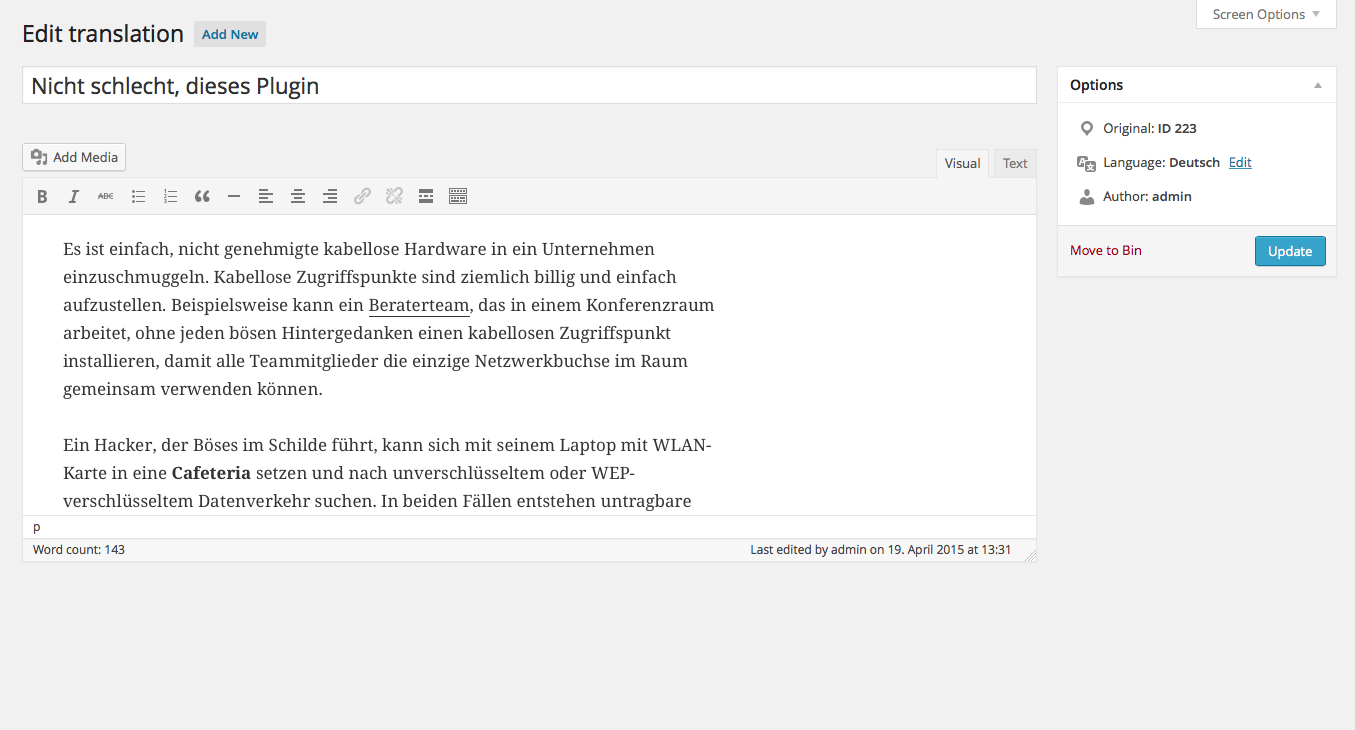 Screen Options
Edit translation Add New
Nicht schlecht, dieses Plugin
Add Media
Visual Text
B I ABC
Es ist einfach, nicht genehmigte kabellose Hardware in ein Unternehmen
einzuschmuggeln. Kabellose Zugriffspunkte sind ziemlich billig und einfach
aufzustellen. Beispielsweise kann ein Beraterteam, das in einem Konferenzraum
arbeitet, ohne jeden bösen Hintergedanken einen kabellosen Zugriffspunkt
installieren, damit alle Teammitglieder die einzige Netzwerkbuchse im Raum
gemeinsam verwenden können.
Ein Hacker, der Böses im Schilde führt, kann sich mit seinem Laptop mit WLAN-
Karte in eine Cafeteria setzen und nach unverschlüsseltem oder WEP-
verschlüsseltem Datenverkehr suchen. In beiden Fällen entstehen untragbare
p
Word count: 143
Last edited by admin on 19. April 2015 at 13:31
Options
Original: ID 223
Language: Deutsch Edit
Author: admin
Move to Bin
Update